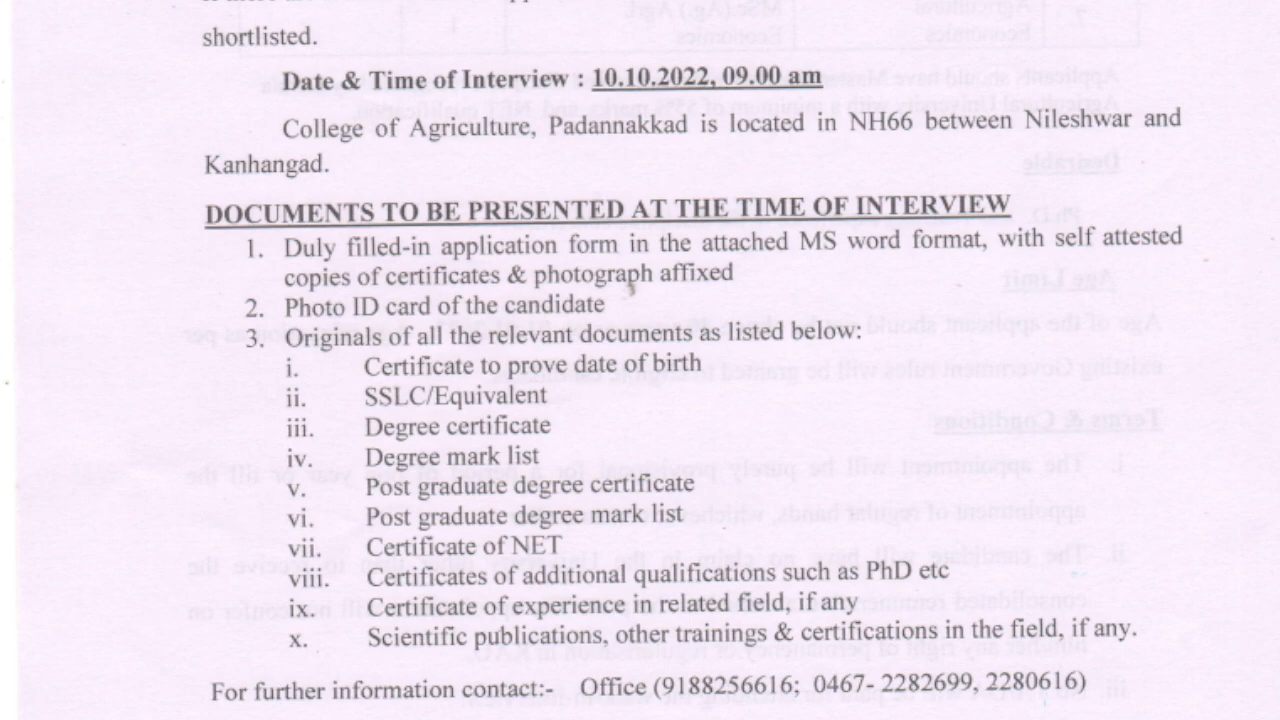 shortlisted.
Date & Time of Interview : 10.10.2022, 09.00 am
College of Agriculture, Padannakkad is located in NH66 between Nileshwar and
Kanhangad.
DOCUMENTS TO BE PRESENTED AT THE TIME OF INTERVIEW
1. Duly filled-in application form in the attached MS word format, with self attested
copies of certificates & photograph affixed
2. Photo ID card of the candidate
3. Originals of all the relevant documents as listed below:
i. Certificate to prove date of birth
ii. SSLC/Equivalent
iii. Degree certificate
iv. Degree mark list
v. Post graduate degree certificate
vi. Post graduate degree mark list
vii. Certificate of NET
viii. Certificates of additional qualifications such as PhD etc
ix. Certificate of experience in related field, if any
x. Scientific publications, other trainings & certifications in the field, if any.
For further information contact:- Office (9188256616; 0467- 2282699, 2280616)